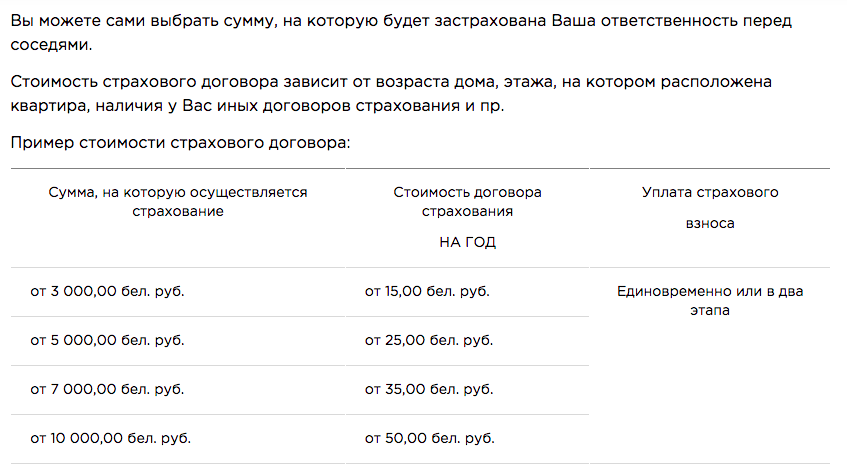 Вы можете сами выбрать сумму, на которую будет застрахована Ваша ответственность перед
соседями.
Стоимость страхового договора зависит от возраста дома, этажа, на котором расположена
квартира, наличия у Вас иных договоров страхования и пр.
Пример стоимости страхового договора:
Сумма, на которую осуществляется
страхование
Стоимость договора
страхования
НА ГОД
Уплата страхового
взноса
от 3 000,00 бел. руб.
от 15,00 бел. руб.
Единовременно или в два
этапа
от 5 000,00 бел. руб.
от 25,00 бел. руб.
от 7 000,00 бел. руб.
от 35,00 бел. руб.
от 10 000,00 бел. руб.
от 50,00 бел. руб.